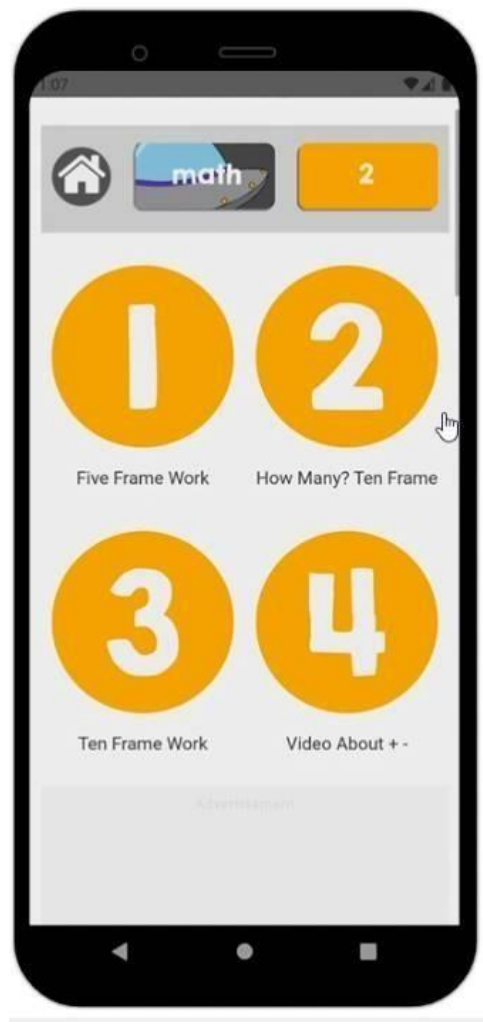 1:07
math
2
1
2
Five Frame Work
How Many? Ten Frame
3
4
Ten Frame Work
Video About + -
Advertisement